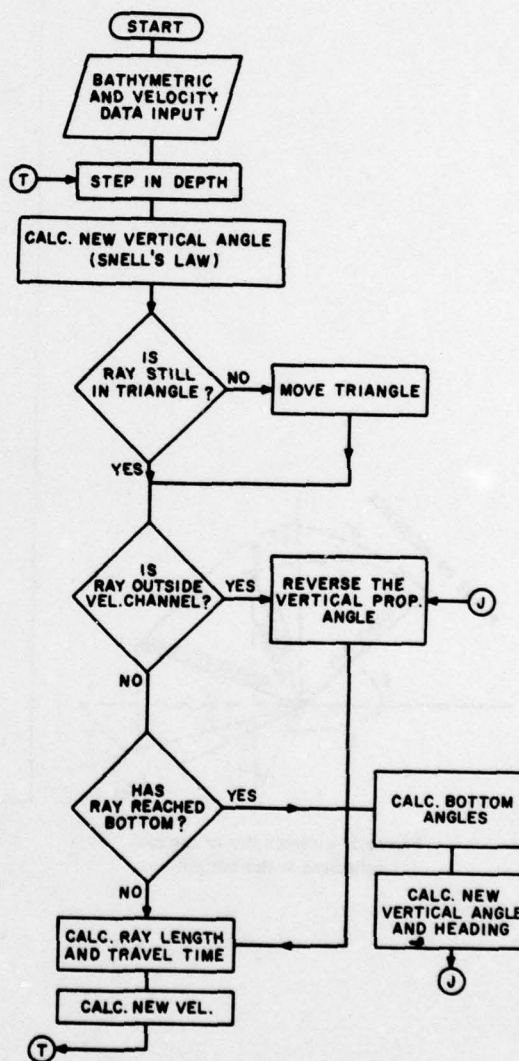 START
BATHYMETRIC
AND VELOCITY
DATA INPUT
T
STEP IN DEPTH
CALC. NEW VERTICAL ANGLE
(SNELL'S LAW)
IS
RAY STILL
IN TRIANGLE ?
NO
MOVE TRIANGLE
YES
IS
RAY OUTSIDE
VEL. CHANNEL?
YES
REVERSE THE
VERTICAL PROP.
ANGLE
J
NO
HAS
RAY REACHED
BOTTOM?
YES
CALC. BOTTOM
ANGLES
NO
CALC. NEW
VERTICAL ANGLE
AND HEADING
J
CALC. RAY LENGTH
AND TRAVEL TIME
CALC. NEW VEL.
T